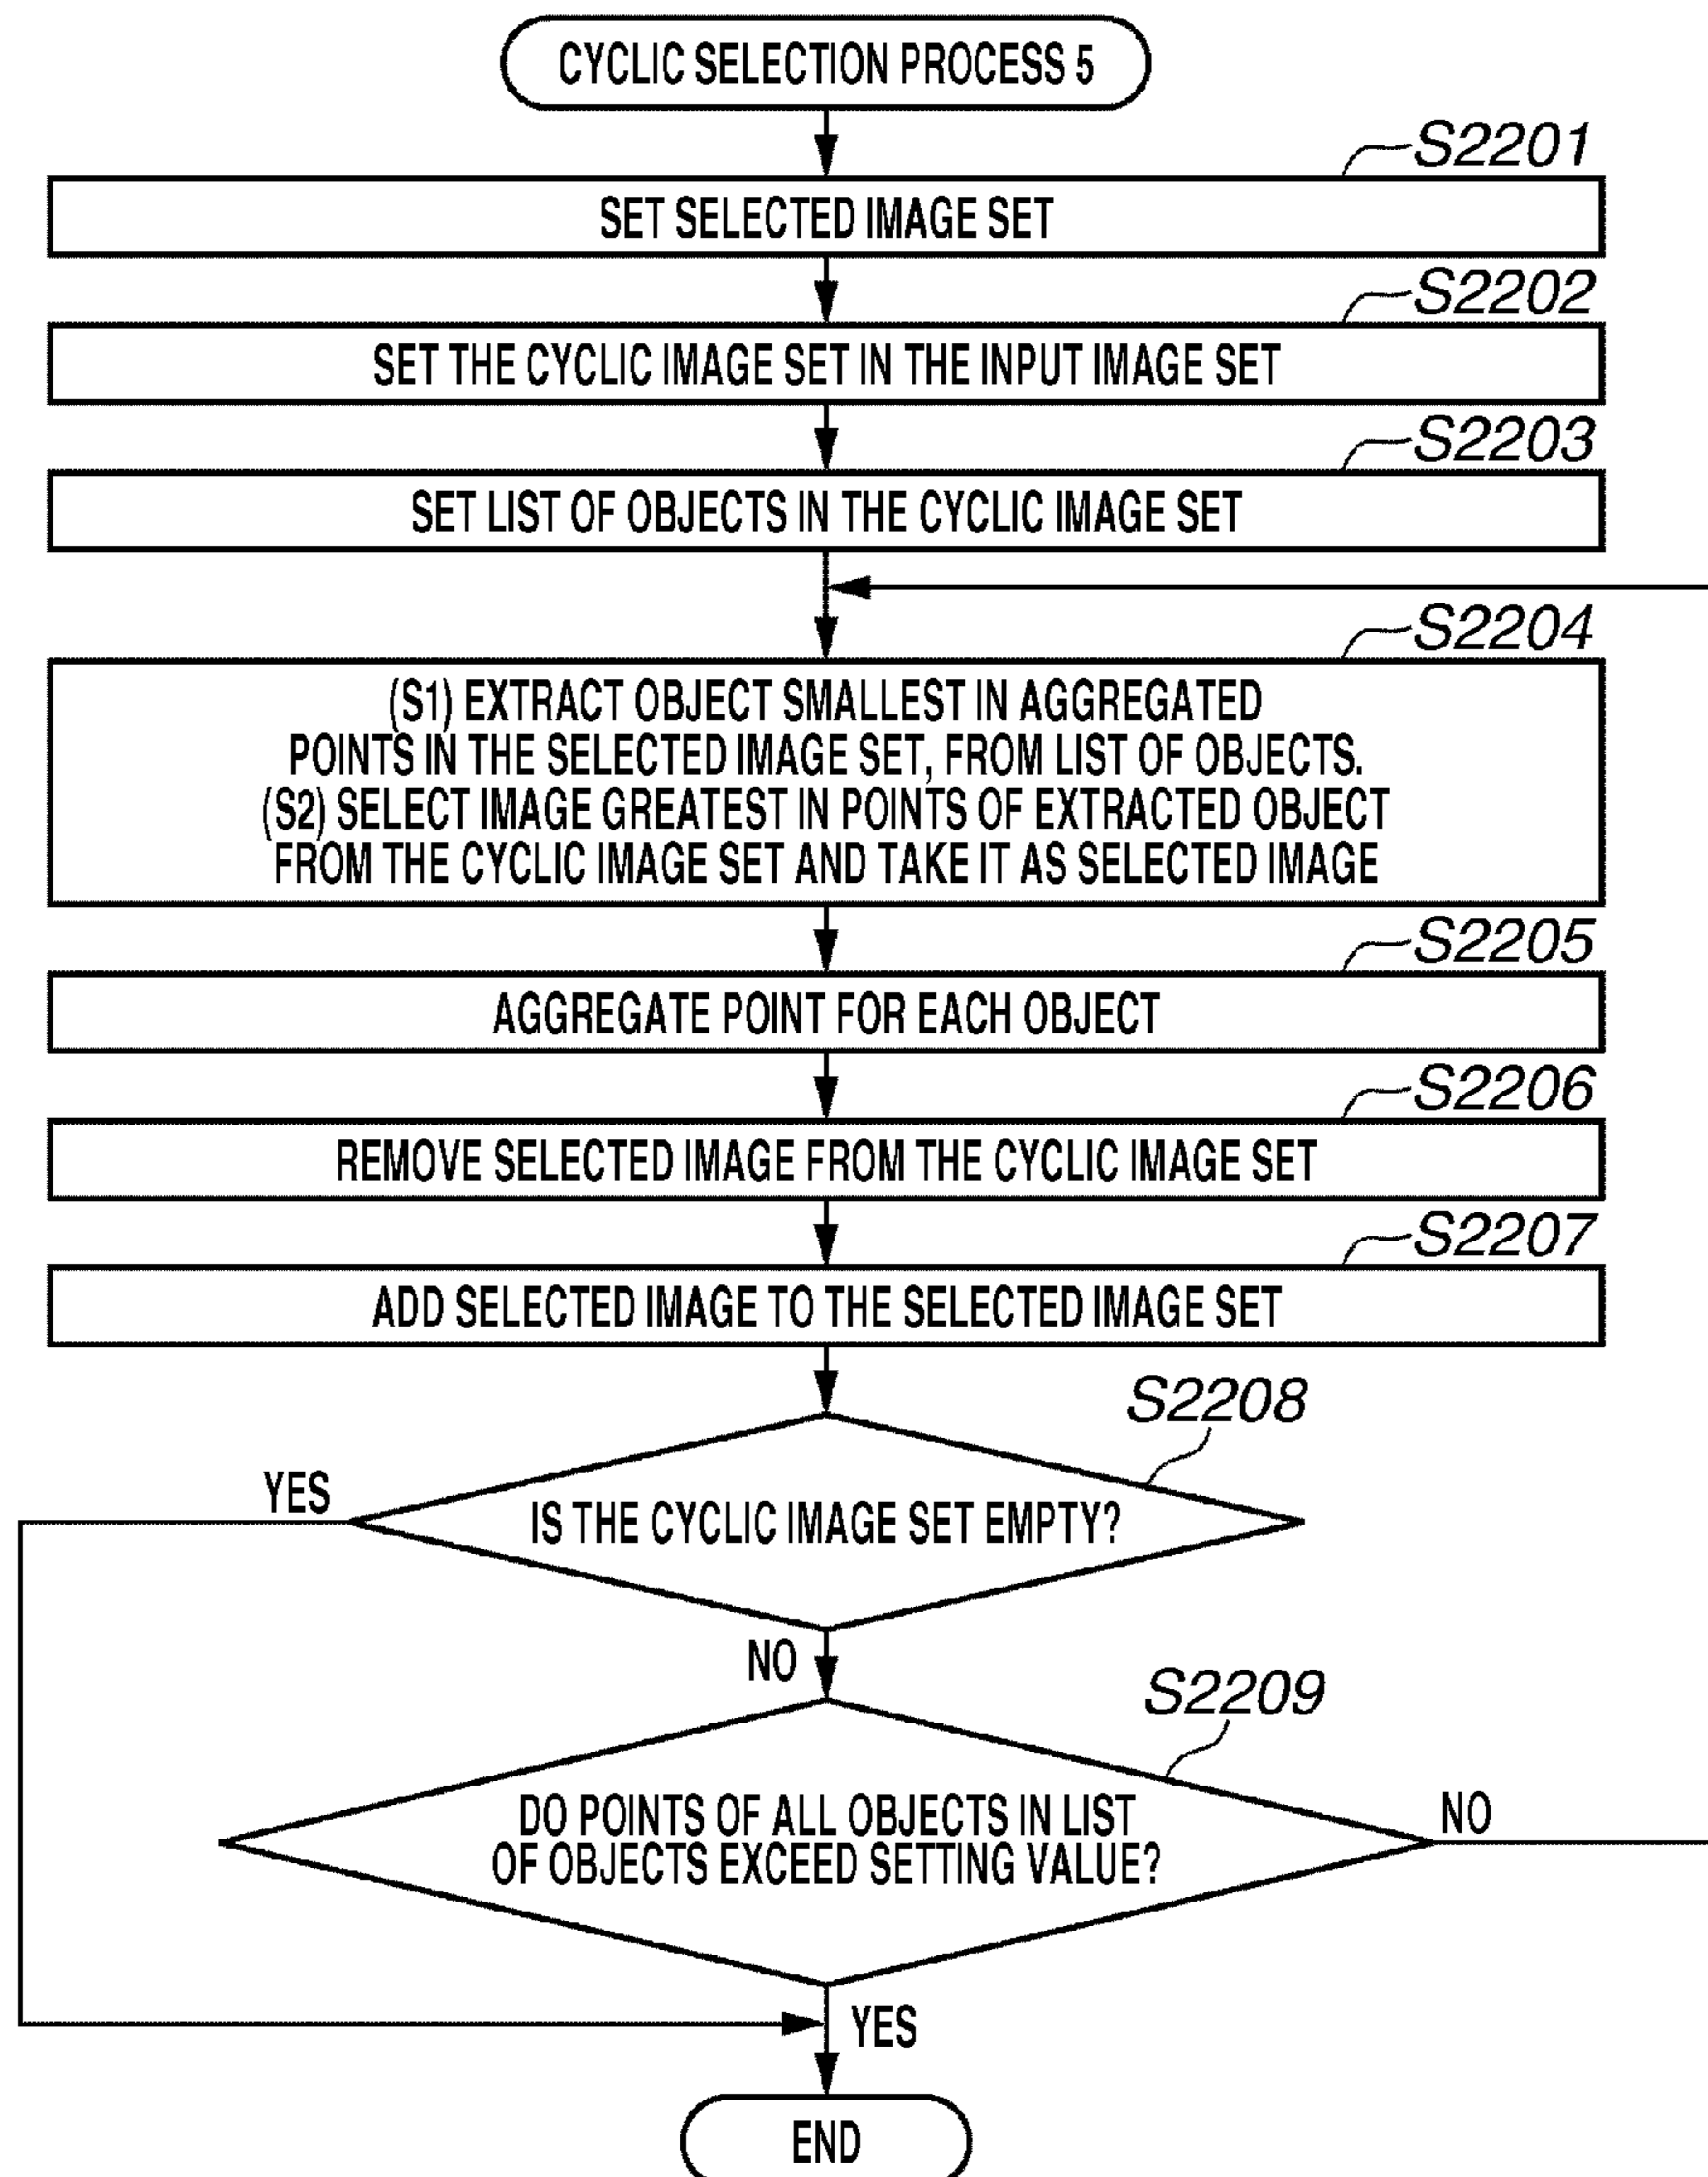 CYCLIC SELECTION PROCESS 5
S2201
SET SELECTED IMAGE SET
S2202
SET THE CYCLIC IMAGE SET IN THE INPUT IMAGE SET
S2203
SET LIST OF OBJECTS IN THE CYCLIC IMAGE SET
S2204
(S1) EXTRACT OBJECT SMALLEST IN AGGREGATED
POINTS IN THE SELECTED IMAGE SET, FROM LIST OF OBJECTS.
(S2) SELECT IMAGE GREATEST IN POINTS OF EXTRACTED OBJECT
FROM THE CYCLIC IMAGE SET AND TAKE IT AS SELECTED IMAGE
S2205
AGGREGATE POINT FOR EACH OBJECT
S2206
REMOVE SELECTED IMAGE FROM THE CYCLIC IMAGE SET
S2207
ADD SELECTED IMAGE TO THE SELECTED IMAGE SET
S2208
YES
IS THE CYCLIC IMAGE SET EMPTY?
NO
S2209
DO POINTS OF ALL OBJECTS IN LIST
OF OBJECTS EXCEED SETTING VALUE?
NO
YES
END